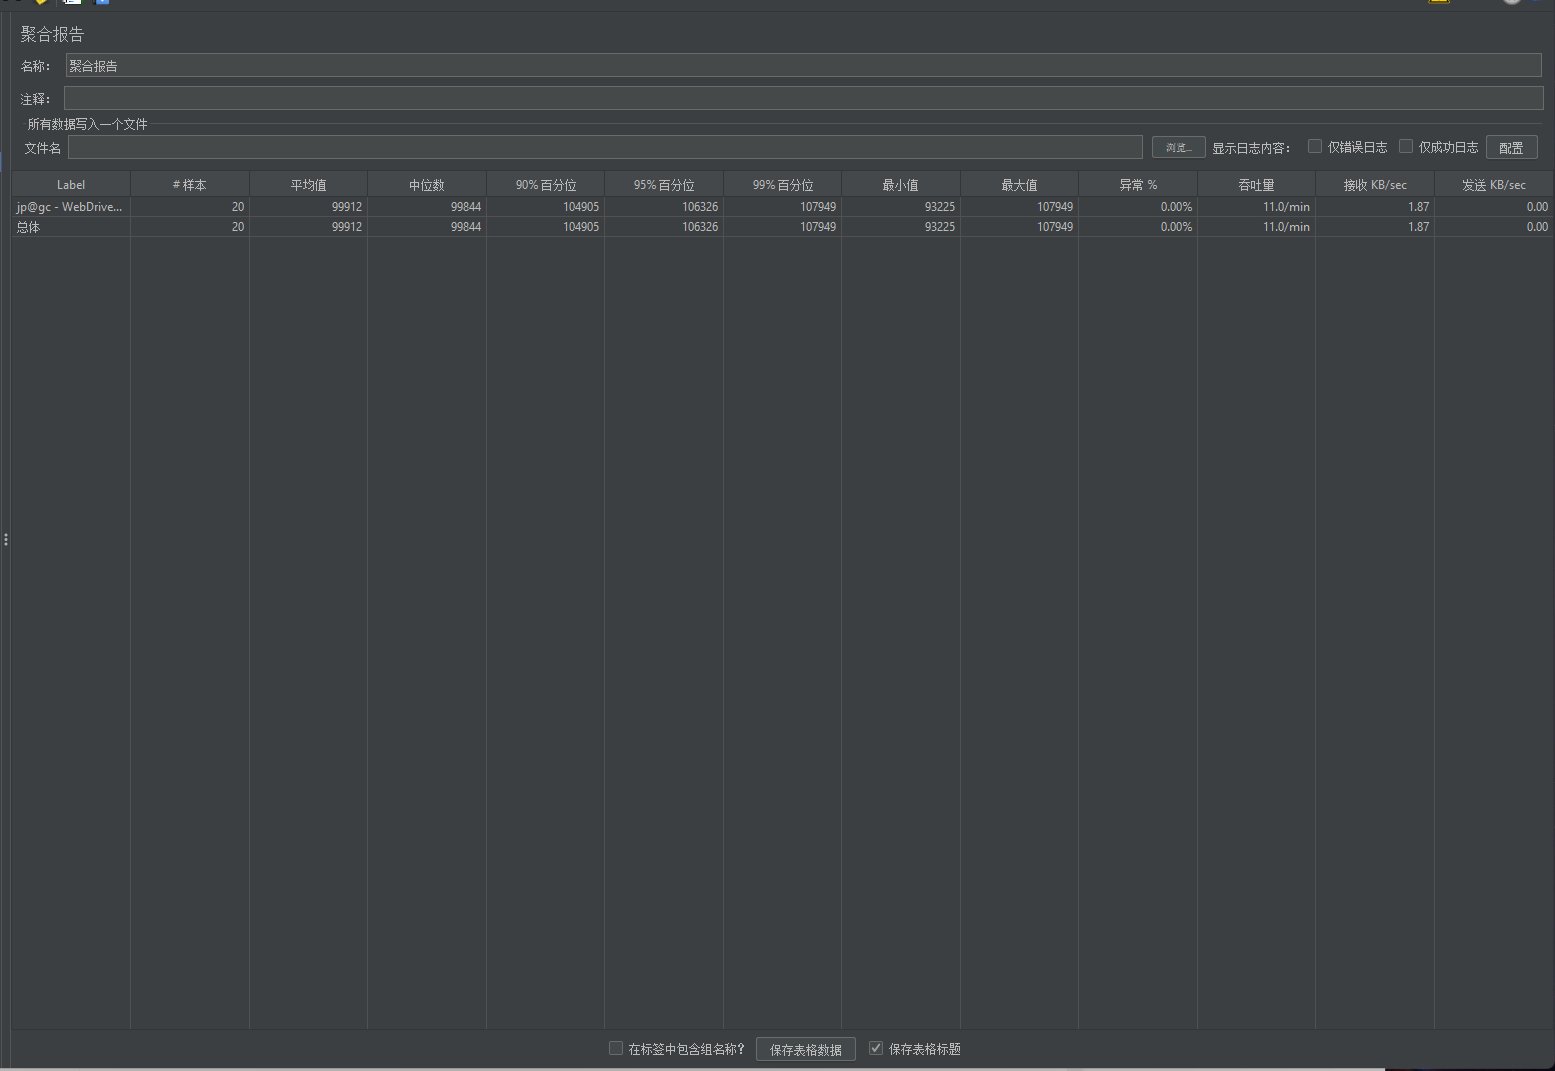 聚合报告
名称： 聚合报告
注释：
所有数据写入一个文件
文件名 浏览... 显示日志内容： 仅错误日志 仅成功日志 配置
Label # 样本 平均值 中位数 90% 百分位 95% 百分位 99% 百分位 最小值 最大值 异常 % 吞吐量 接收 KB/sec 发送 KB/sec
jp@gc - WebDrive... 20 99912 99844 104905 106326 107949 93225 107949 0.00% 11.0/min 1.87 0.00
总体 20 99912 99844 104905 106326 107949 93225 107949 0.00% 11.0/min 1.87 0.00
在标签中包含组名称？ 保存表格数据 保存表格标题